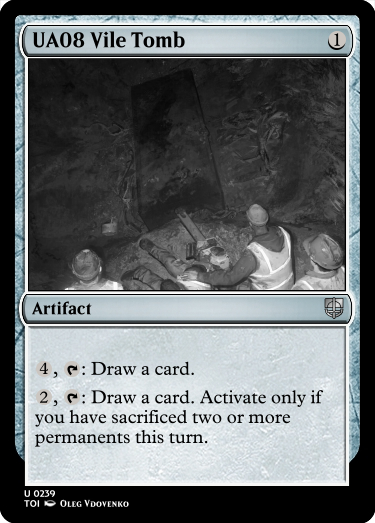 UA08 Vile Tomb 1
Artifact
4, T: Draw a card.
2, T: Draw a card. Activate only if
you have sacrificed two or more
permanents this turn.
U 0239
TOI Oleg Vdovenko